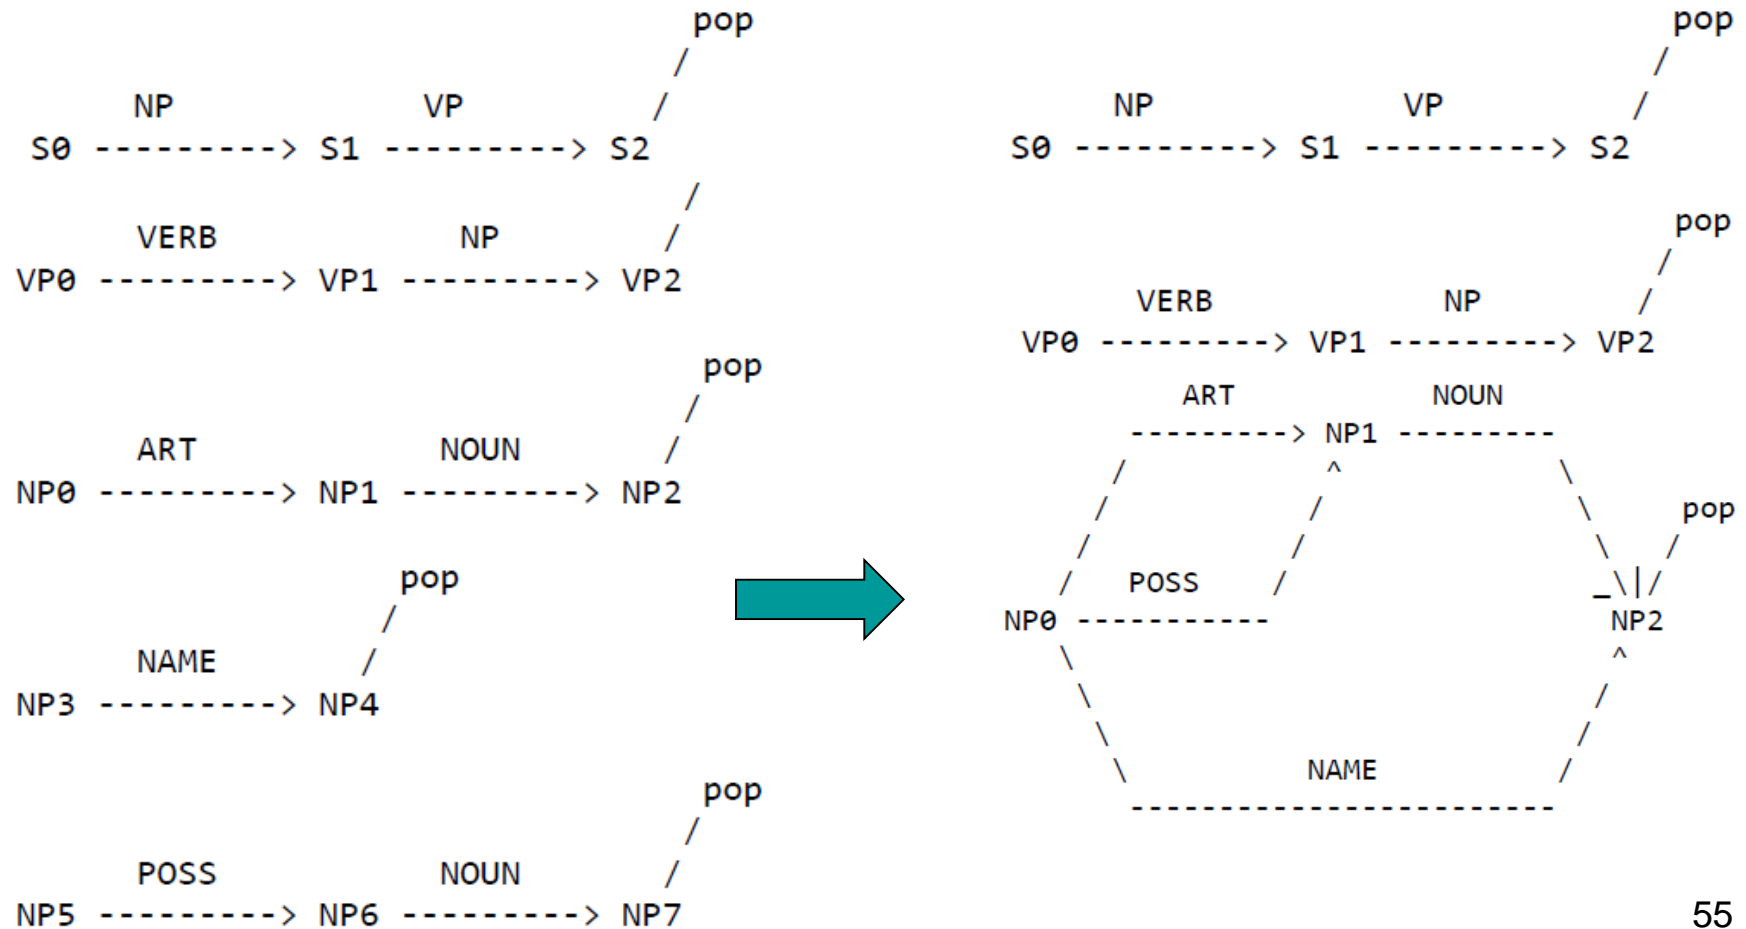 pop
/
NP VP /
S0 ---------> S1 ---------> S2
/
VERB NP /
VP0 ---------> VP1 ---------> VP2
pop
/
ART NOUN /
NP0 ---------> NP1 ---------> NP2
pop
/
NAME /
NP3 ---------> NP4
pop
/
POSS NOUN /
NP5 ---------> NP6 ---------> NP7
pop
/
NP VP /
S0 ---------> S1 ---------> S2
pop
/
VERB NP /
VP0 ---------> VP1 ---------> VP2
ART NOUN
---------> NP1 ---------
/ ^ \
/ / \ pop
/ / \ /
/ POSS / _\|/
NP0 ----------- NP2
\ ^
\ /
\ /
\ NAME /
------------------------
55